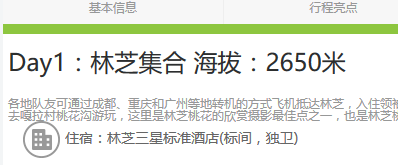 基本信息 行程亮点
Day1：林芝集合 海拔：2650米
各地队友可通过成都、重庆和广州等地转机的方式飞机抵达林芝，入住领袖
去嘎拉村桃花沟游玩，这里是林芝桃花的欣赏摄影最佳点之一，也是林芝桃
住宿：林芝三星标准酒店(标间，独卫)